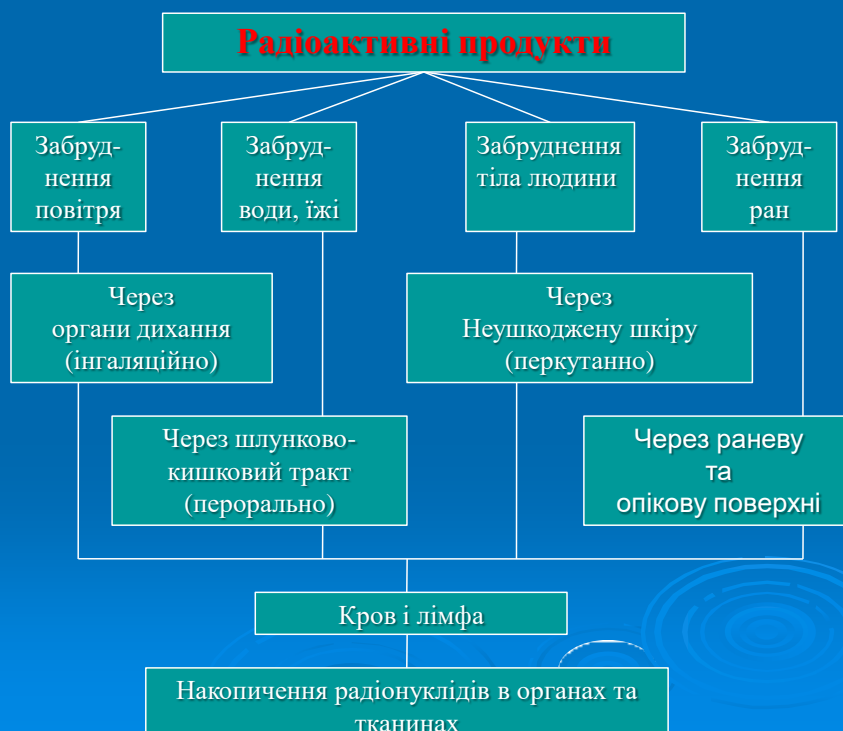 Радіоактивні продукти
Забруд-
нення
повітря
Забруд-
нення
води, їжі
Забруднення
тіла людини
Забруд-
нення
ран
Через
органи дихання
(інгаляційно)
Через
Неушкоджену шкіру
(перкутанно)
Через шлунково-
кишковий тракт
(перорально)
Через раневу
та
опікову поверхні
Кров і лімфа
Накопичення радіонуклідів в органах та
тканинах